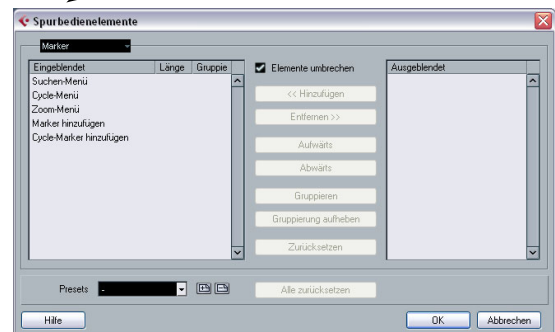 Spurbedienelemente
Marker
Eingeblendet Länge Gruppie
Suchen-Menü
Cycle-Menü
Zoom-Menü
Marker hinzufügen
Cycle-Marker hinzufügen
Elemente umbrechen
<< Hinzufügen
Entfernen >>
Aufwärts
Abwärts
Gruppieren
Gruppierung aufheben
Zurücksetzen
Ausgeblendet
Presets -
Alle zurücksetzen
Hilfe
OK
Abbrechen